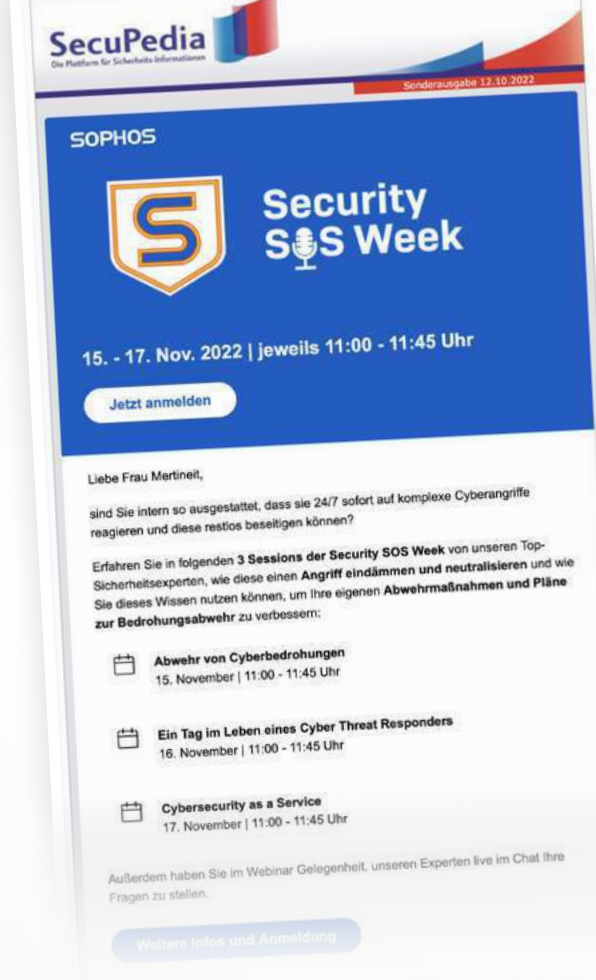 SecuPedia
Die Plattform für Sicherheits-Informationen
Sonderausgabe 12.10.2022
SOPHOS
Security
SOS Week
15. - 17. Nov. 2022 | jeweils 11:00 - 11:45 Uhr
Jetzt anmelden
Liebe Frau Mertineit,
sind Sie intern so ausgestattet, dass sie 24/7 sofort auf komplexe Cyberangriffe
reagieren und diese restlos beseitigen können?
Erfahren Sie in folgenden 3 Sessions der Security SOS Week von unseren Top-
Sicherheitsexperten, wie diese einen Angriff eindämmen und neutralisieren und wie
Sie dieses Wissen nutzen können, um Ihre eigenen Abwehrmaßnahmen und Pläne
zur Bedrohungsabwehr zu verbessern:
Abwehr von Cyberbedrohungen
15. November | 11:00 - 11:45 Uhr
Ein Tag im Leben eines Cyber Threat Responders
16. November | 11:00 - 11:45 Uhr
Cybersecurity as a Service
17. November | 11:00 - 11:45 Uhr
Außerdem haben Sie im Webinar Gelegenheit, unseren Experten live im Chat Ihre
Fragen zu stellen.
Weitere Infos und Anmeldung